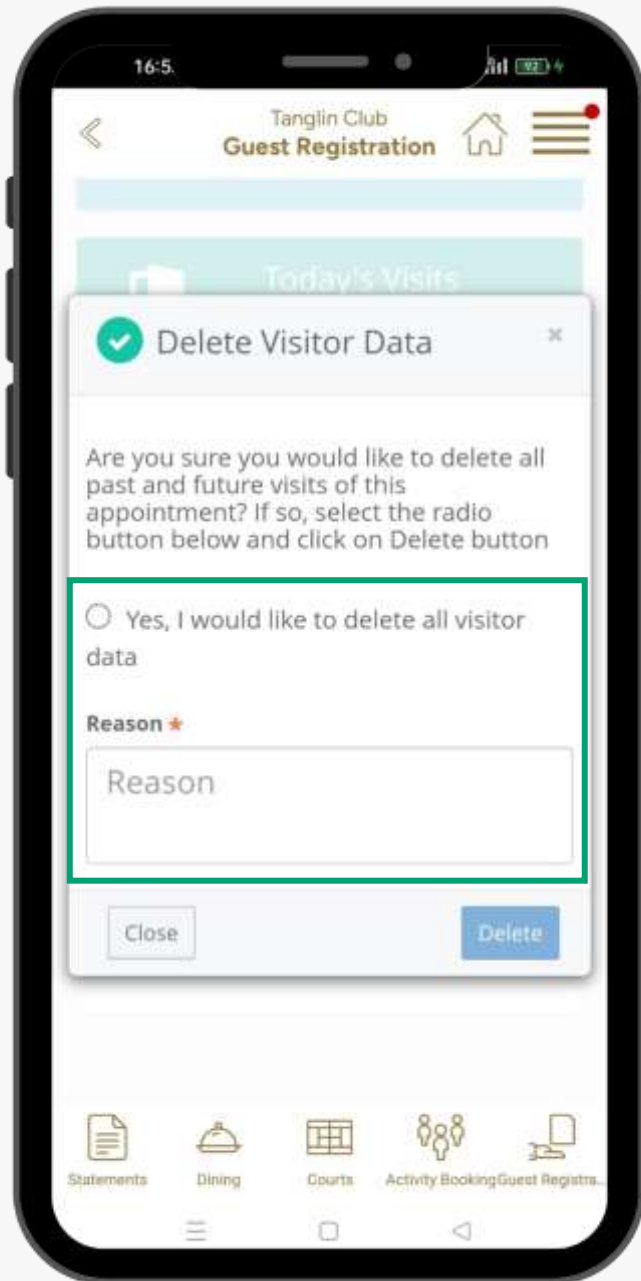 16:5
92
Tanglin Club
Guest Registration
Today's Visits
Delete Visitor Data
×
Are you sure you would like to delete all
past and future visits of this
appointment? If so, select the radio
button below and click on Delete button
Yes, I would like to delete all visitor
data
Reason *
Reason
Close
Delete
Statements
Dining
Courts
Activity Booking
Guest Registra..